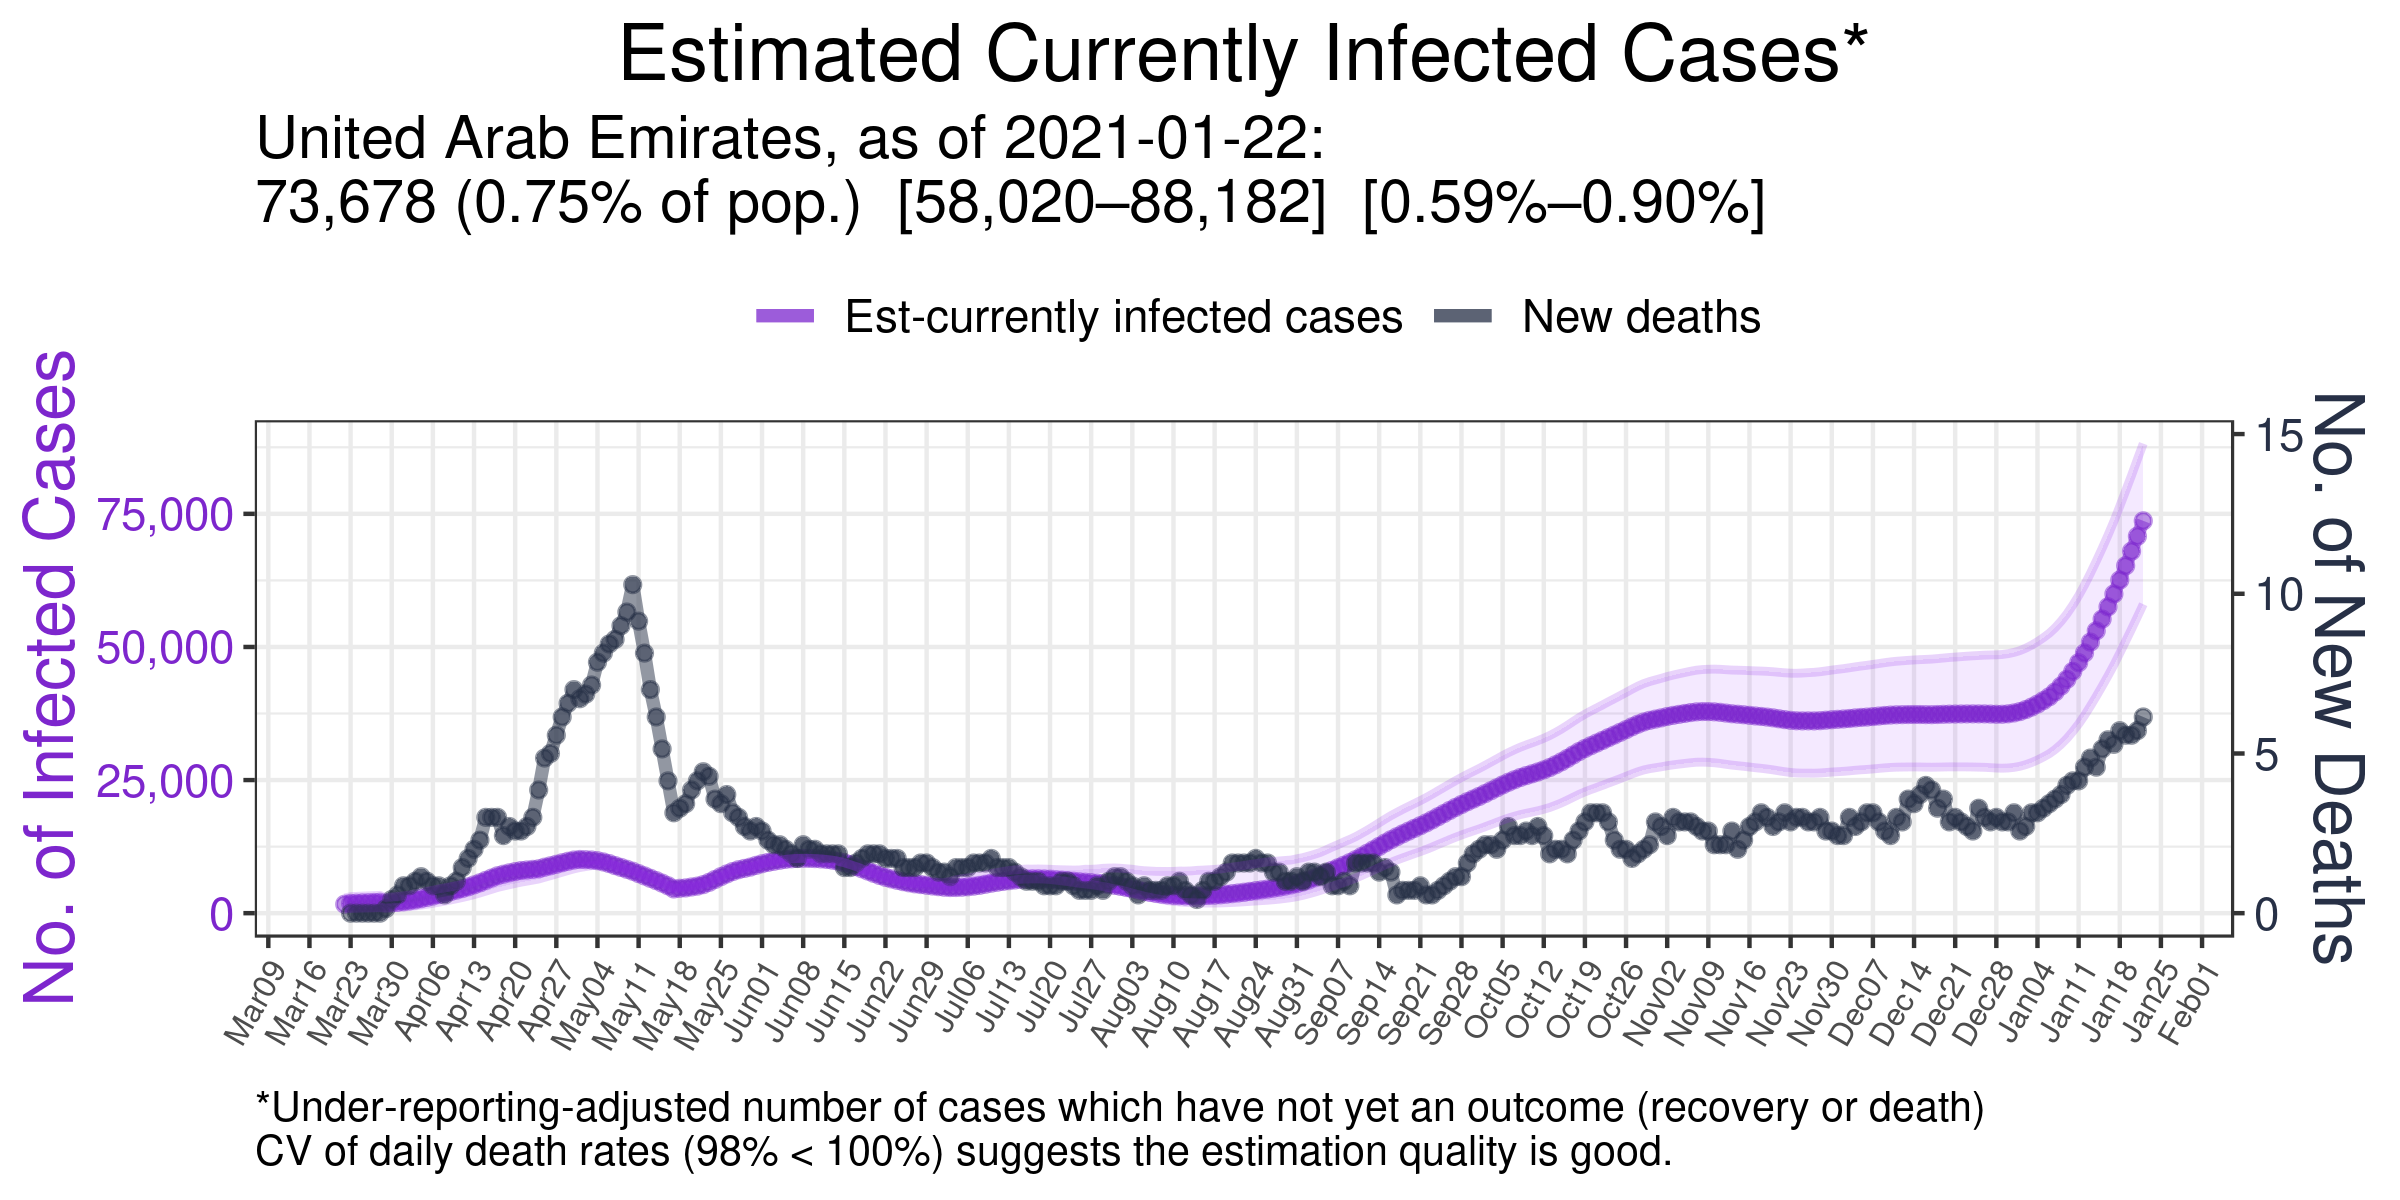 Estimated Currently Infected Cases*
United Arab Emirates, as of 2021-01-22:
73,678 (0.75% of pop.) [58,020–88,182] [0.59%–0.90%]
Est-currently infected cases New deaths
No. of Infected Cases
75,000
50,000
25,000
0
15
10
5
0
No. of New Deaths
Mar09 Mar16 Mar23 Mar30 Apr06 Apr13 Apr20 Apr27 May04 May11 May18 May25 Jun01 Jun08 Jun15 Jun22 Jun29 Jul06 Jul13 Jul20 Jul27 Aug03 Aug10 Aug17 Aug24 Aug31 Sep07 Sep14 Sep21 Sep28 Oct05 Oct12 Oct19 Oct26 Nov02 Nov09 Nov16 Nov23 Nov30 Dec07 Dec14 Dec21 Dec28 Jan04 Jan11 Jan18 Jan25 Feb01
*Under-reporting-adjusted number of cases which have not yet an outcome (recovery or death)
CV of daily death rates (98% < 100%) suggests the estimation quality is good.